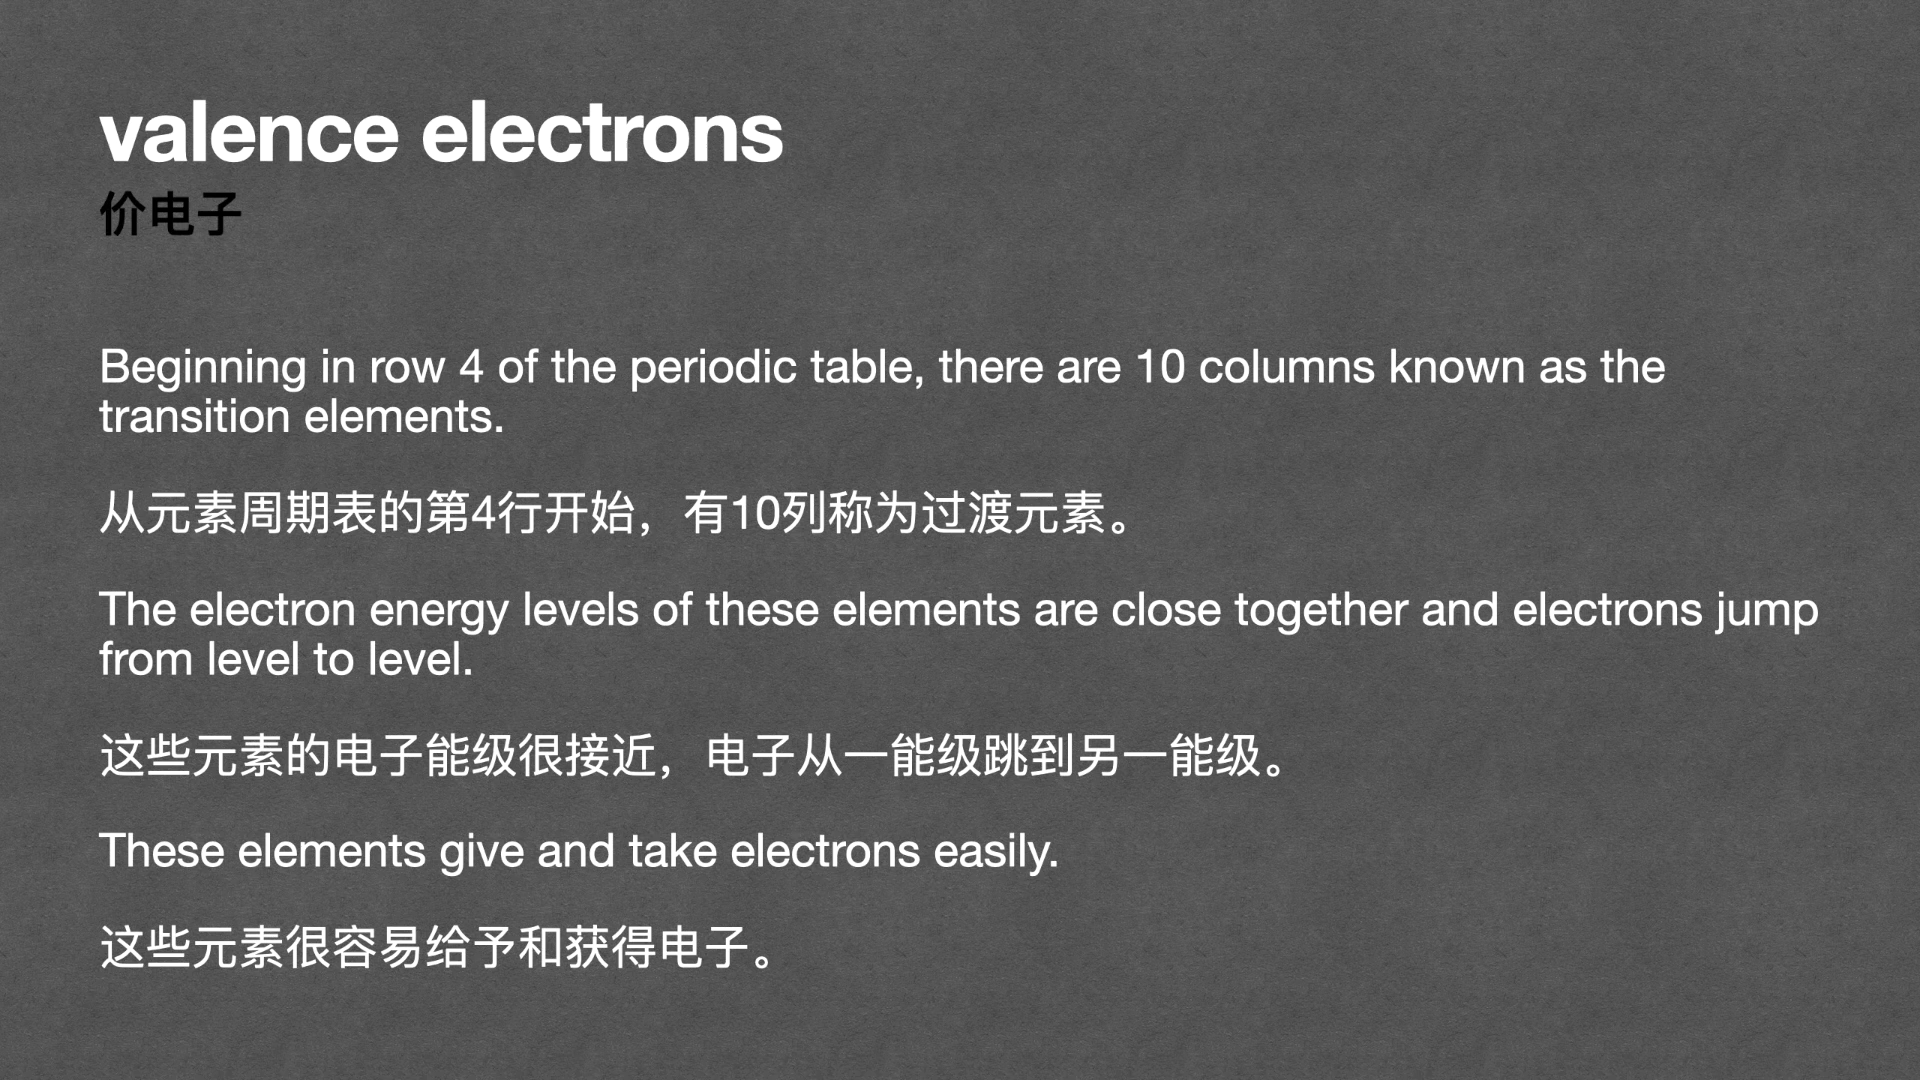 valence electrons
价电子
Beginning in row 4 of the periodic table, there are 10 columns known as the
transition elements.
从元素周期表的第4行开始，有10列称为过渡元素。
The electron energy levels of these elements are close together and electrons jump
from level to level.
这些元素的电子能级很接近，电子从一能级跳到另一能级。
These elements give and take electrons easily.
这些元素很容易给予和获得电子。